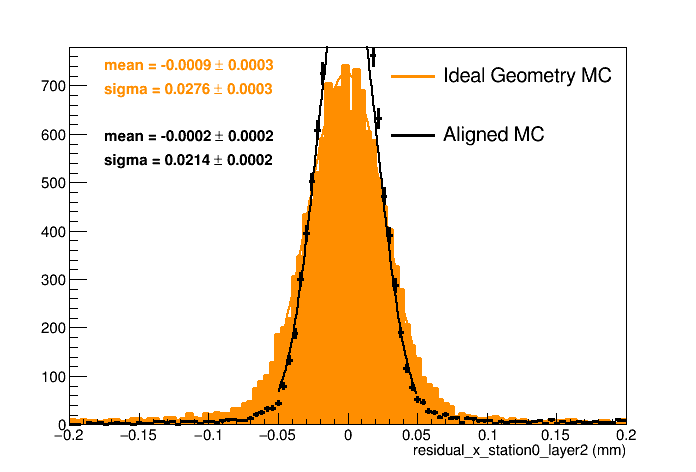 mean = -0.0009 ± 0.0003
sigma = 0.0276 ± 0.0003
mean = -0.0002 ± 0.0002
sigma = 0.0214 ± 0.0002
Ideal Geometry MC
Aligned MC
700
600
500
400
300
200
100
0
−0.2 −0.15 −0.1 −0.05 0 0.05 0.1 0.15 0.2
residual_x_station0_layer2 (mm)